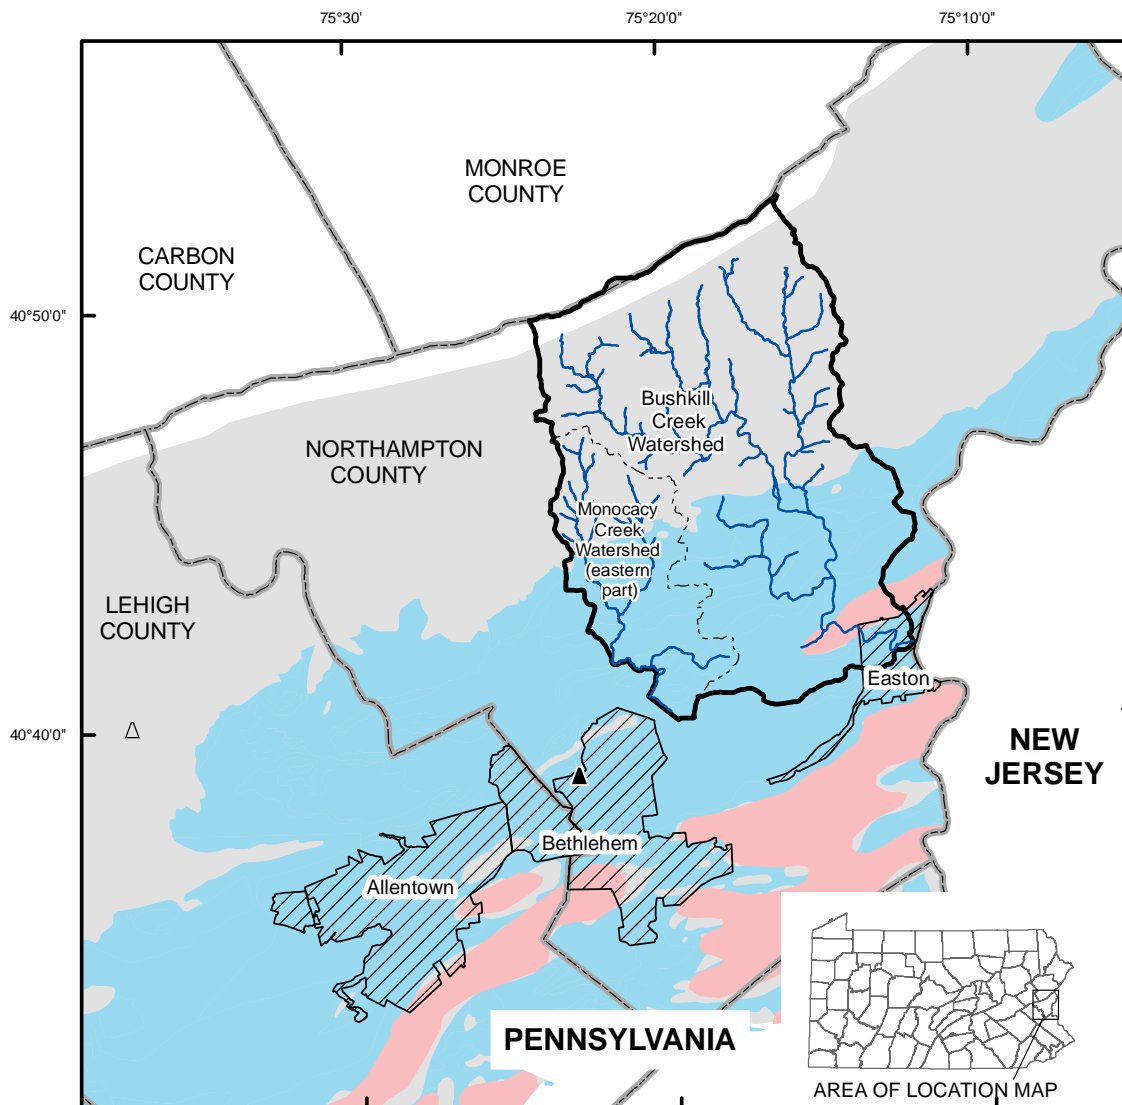 75°30'
75°20'0"
75°10'0"
MONROE
COUNTY
CARBON
COUNTY
40°50'0"
Bushkill
Creek
Watershed
NORTHAMPTON
COUNTY
Monocacy
Creek
Watershed
(eastern
part)
LEHIGH
COUNTY
Easton
40°40'0"
NEW
JERSEY
Bethlehem
Allentown
PENNSYLVANIA
AREA OF LOCATION MAP